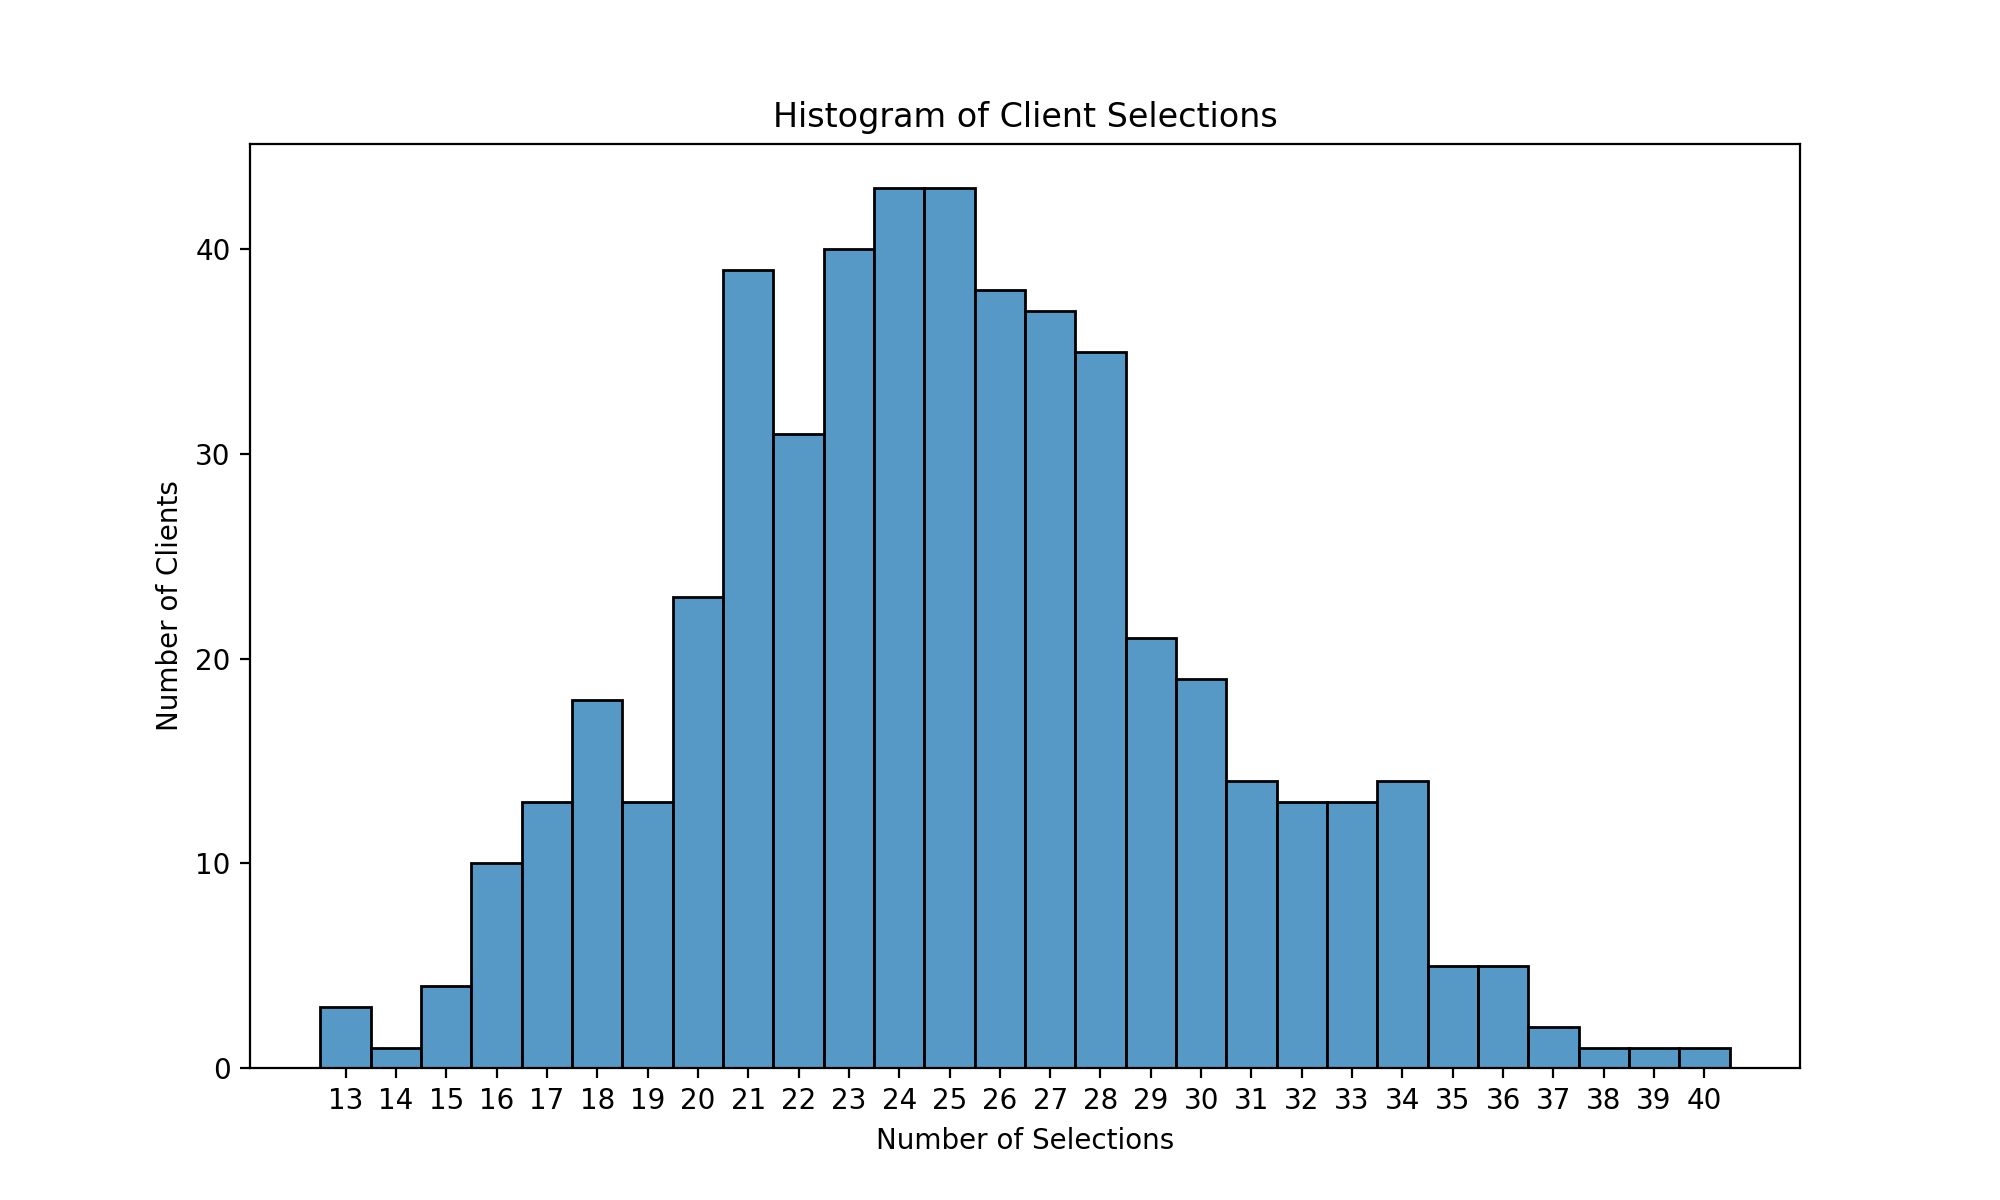 Histogram of Client Selections
Number of Clients
40
30
20
10
0
13 14 15 16 17 18 19 20 21 22 23 24 25 26 27 28 29 30 31 32 33 34 35 36 37 38 39 40
Number of Selections